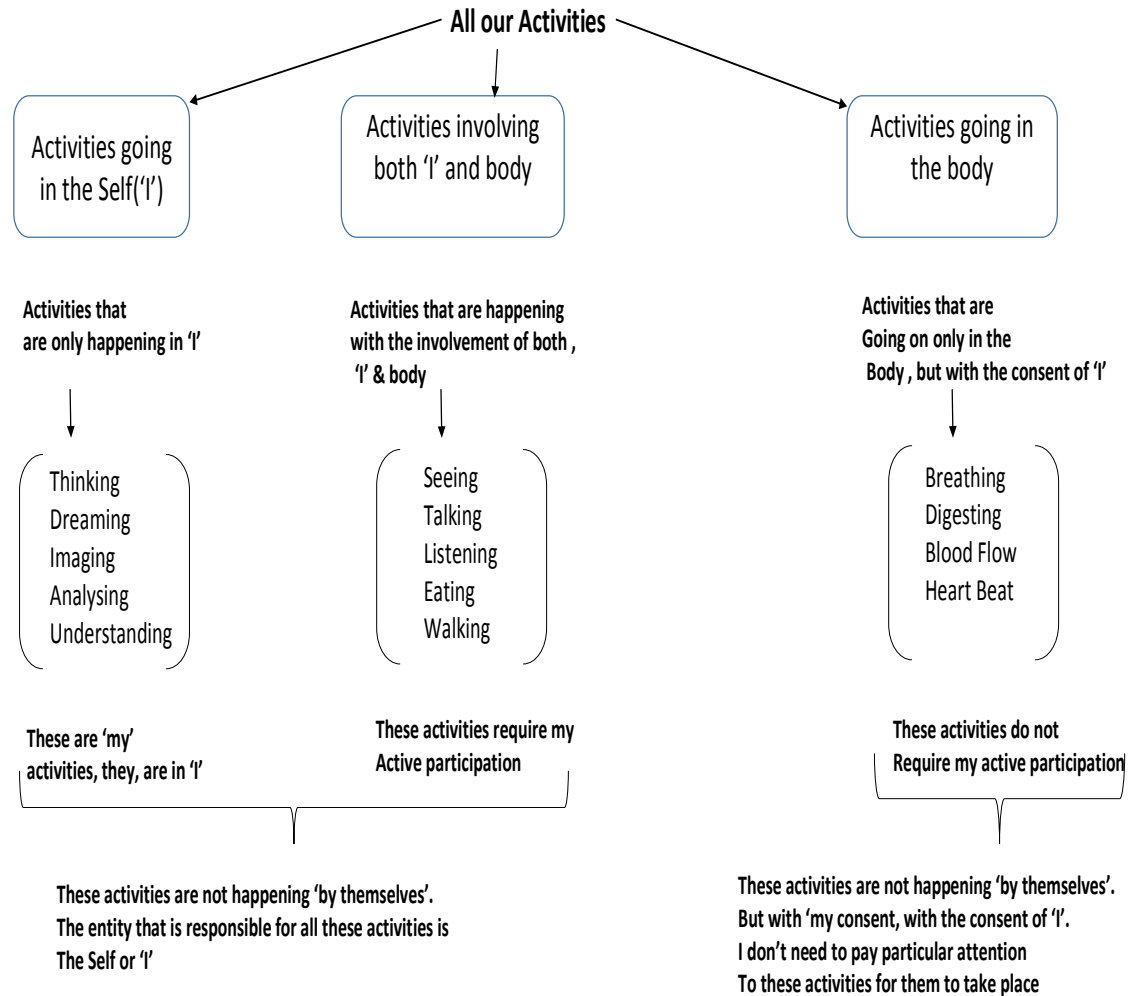 All our Activities
Activities going
in the Self('I')
Activities involving
both 'I' and body
Activities going in
the body
Activities that
are only happening in 'I'
Activities that are happening
with the involvement of both ,
'I' & body
Activities that are
Going on only in the
Body , but with the consent of 'I'
Thinking
Dreaming
Imaging
Analysing
Understanding
Seeing
Talking
Listening
Eating
Walking
Breathing
Digesting
Blood Flow
Heart Beat
These are 'my'
activities, they, are in 'I'
These activities require my
Active participation
These activities do not
Require my active participation
These activities are not happening 'by themselves'.
The entity that is responsible for all these activities is
The Self or 'I'
These activities are not happening 'by themselves'.
But with 'my consent, with the consent of 'I'.
I don't need to pay particular attention
To these activities for them to take place